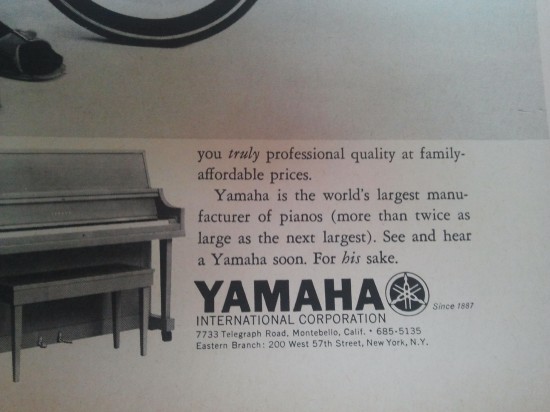 you truly professional quality at family-
affordable prices.
Yamaha is the world's largest manu-
facturer of pianos (more than twice as
large as the next largest). See and hear
a Yamaha soon. For his sake.
YAMAHA
Since 1887
INTERNATIONAL CORPORATION
7733 Telegraph Road, Montebello, Calif. • 685-5135
Eastern Branch: 200 West 57th Street, New York, N.Y.